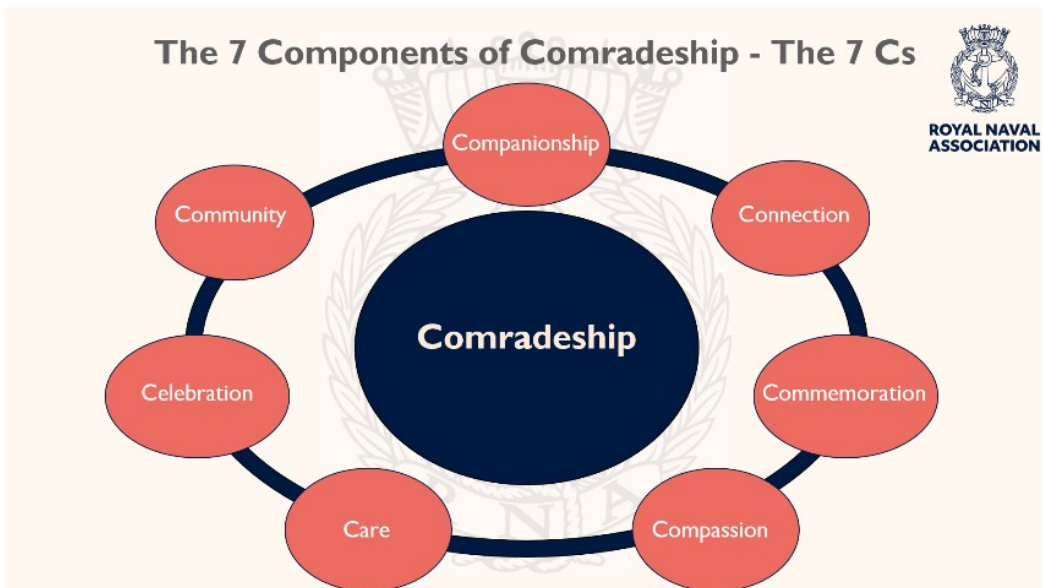 The 7 Components of Comradeship - The 7 Cs
ROYAL NAVAL
ASSOCIATION
Companionship
Community
Connection
Comradeship
Celebration
Commemoration
Care
Compassion
R N A